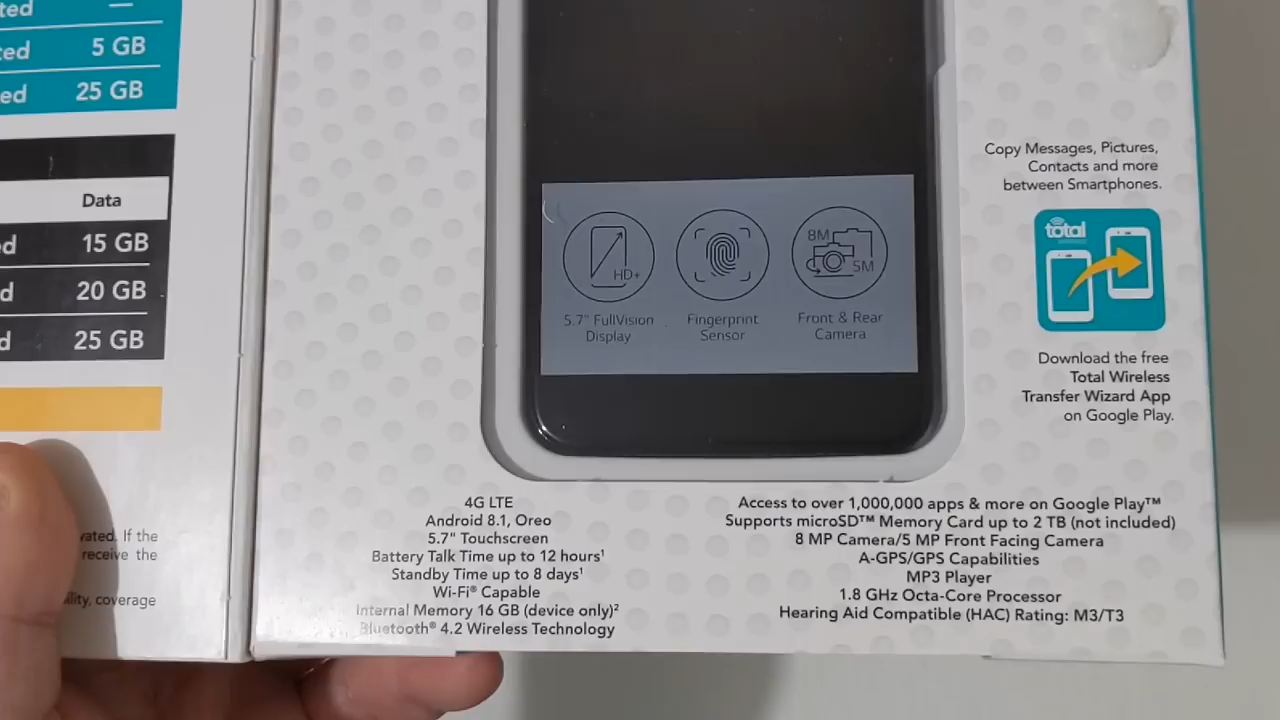 5 GB
25 GB
Data
15 GB
20 GB
25 GB
If the
receive the
coverage
HD+
8M
5M
5.7" FullVision
Display
Fingerprint
Sensor
Front & Rear
Camera
Copy Messages, Pictures,
Contacts and more
between Smartphones.
total
Download the free
Total Wireless
Transfer Wizard App
on Google Play.
4G LTE
Android 8.1, Oreo
5.7" Touchscreen
Battery Talk Time up to 12 hours¹
Standby Time up to 8 days¹
Wi-Fi® Capable
Internal Memory 16 GB (device only)²
Bluetooth® 4.2 Wireless Technology
Access to over 1,000,000 apps & more on Google Play™
Supports microSD™ Memory Card up to 2 TB (not included)
8 MP Camera/5 MP Front Facing Camera
A-GPS/GPS Capabilities
MP3 Player
1.8 GHz Octa-Core Processor
Hearing Aid Compatible (HAC) Rating: M3/T3